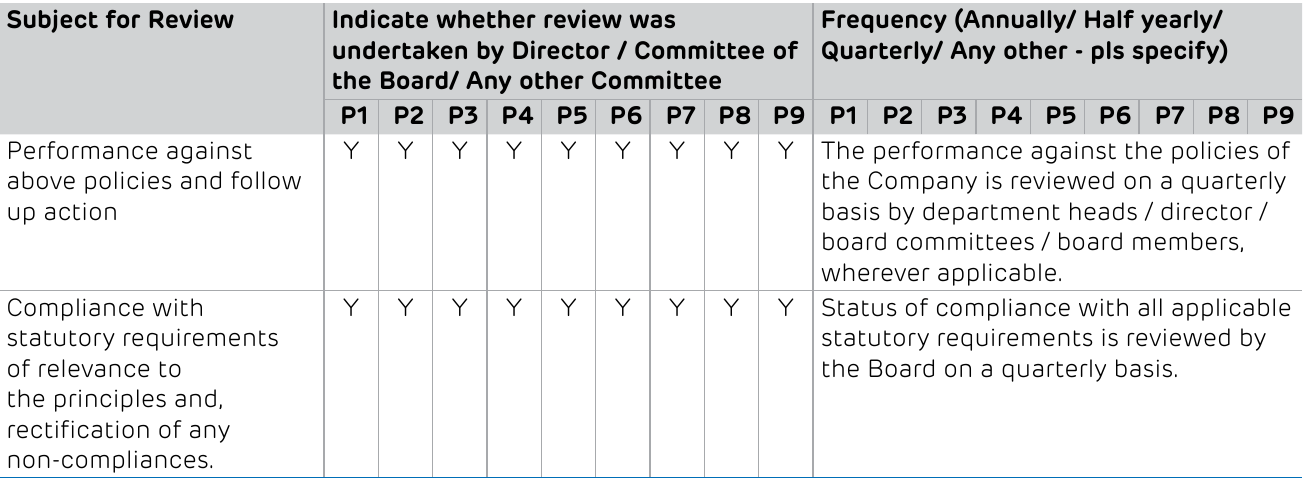 Subject for Review
Indicate whether review was
undertaken by Director / Committee of
the Board/ Any other Committee
Frequency (Annually/ Half yearly/
Quarterly/ Any other - pls specify)
P1 P2 P3 P4 P5 P6 P7 P8 P9 P1 P2 P3 P4 P5 P6 P7 P8 P9
Performance against
above policies and follow
up action
Y Y Y Y Y Y Y Y Y
The performance against the policies of
the Company is reviewed on a quarterly
basis by department heads / director /
board committees / board members,
wherever applicable.
Compliance with
statutory requirements
of relevance to
the principles and,
rectification of any
non-compliances.
Y Y Y Y Y Y Y Y Y
Status of compliance with all applicable
statutory requirements is reviewed by
the Board on a quarterly basis.